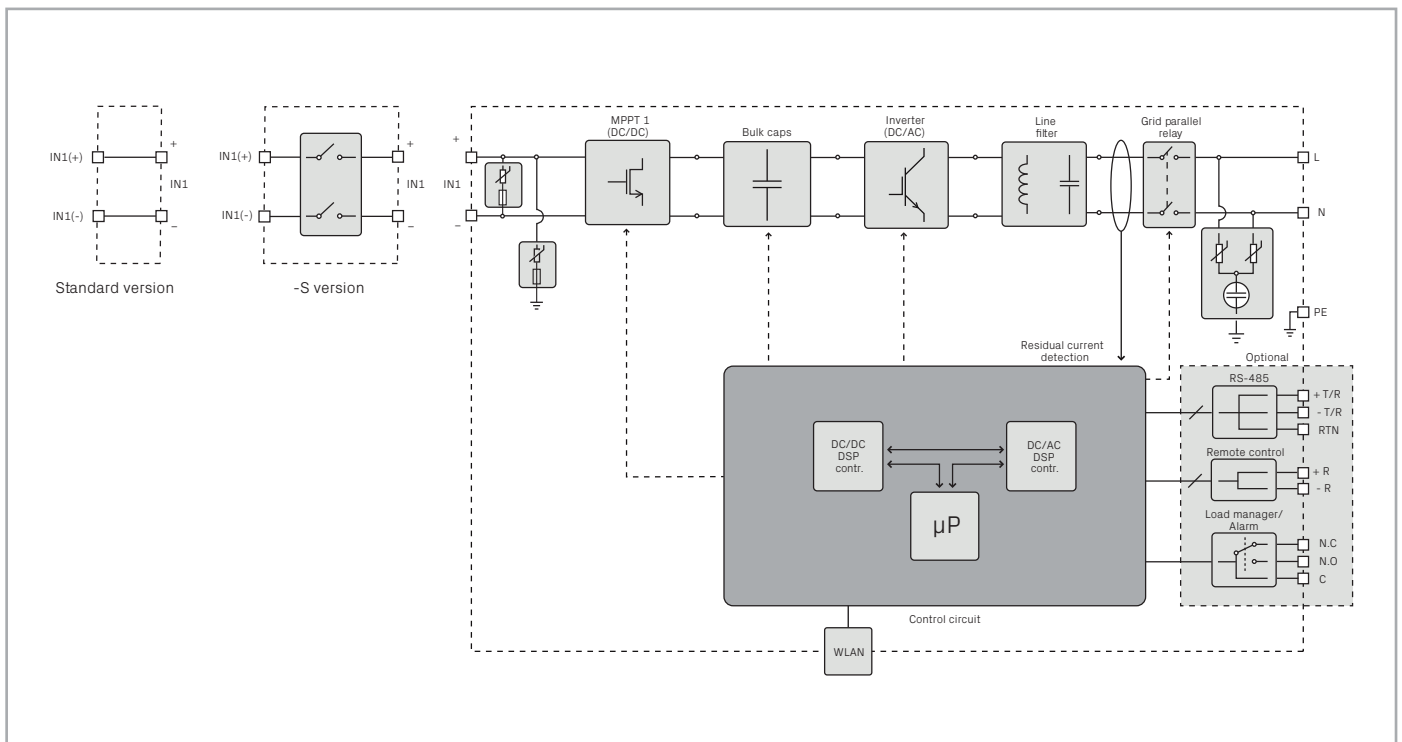 IN1(+)
+
IN1
IN1(-)
–
Standard version
IN1(+)
+
IN1
IN1(-)
–
-S version
+
IN1
–
MPPT 1
(DC/DC)
Bulk caps
Inverter
(DC/AC)
Line
filter
Grid parallel
relay
L
N
PE
Residual current
detection
Optional
RS-485
+ T/R
- T/R
RTN
Remote control
+ R
- R
Load manager/
Alarm
N.C
N.O
C
DC/DC
DSP
contr.
DC/AC
DSP
contr.
µP
Control circuit
WLAN